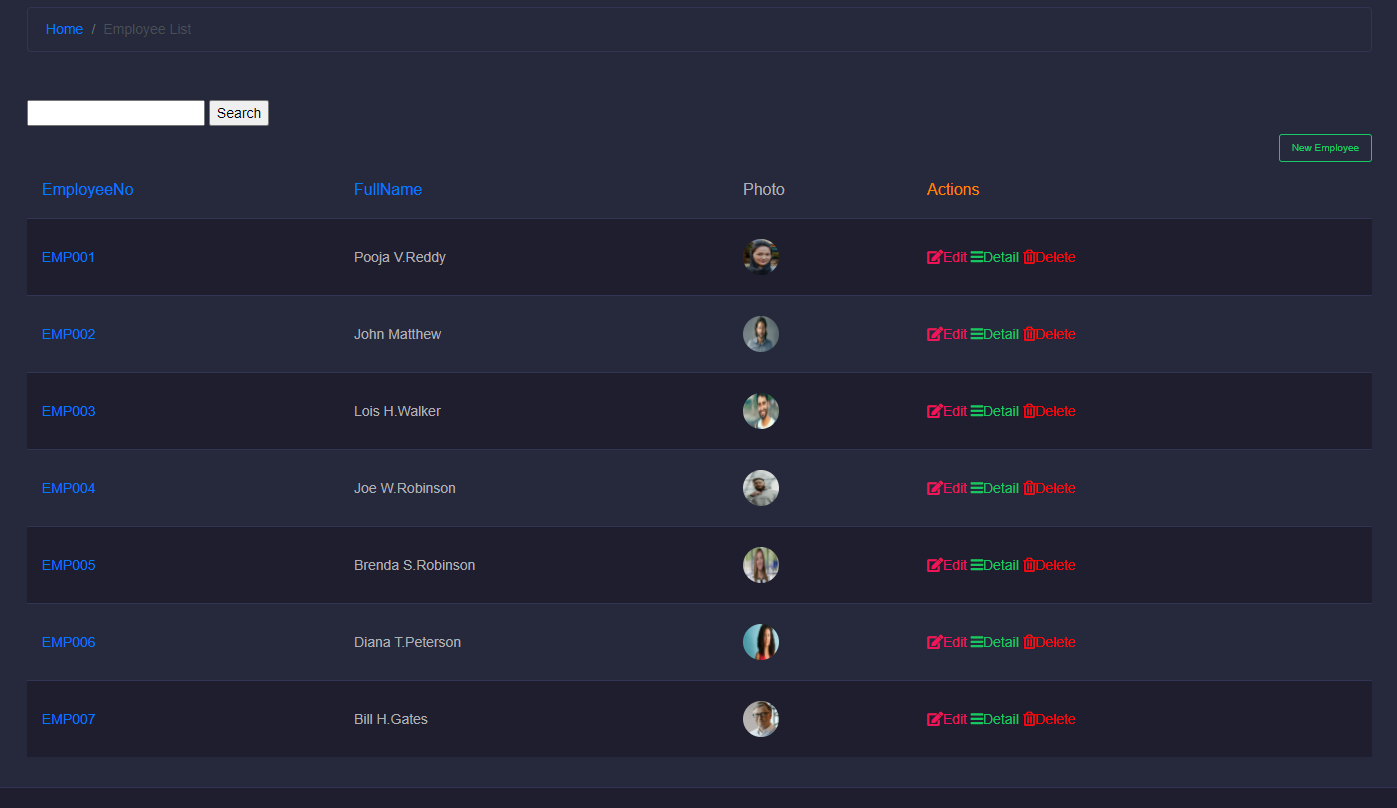 Home / Employee List
Search
New Employee
EmployeeNo FullName Photo Actions
EMP001 Pooja V.Reddy Edit Detail Delete
EMP002 John Matthew Edit Detail Delete
EMP003 Lois H.Walker Edit Detail Delete
EMP004 Joe W.Robinson Edit Detail Delete
EMP005 Brenda S.Robinson Edit Detail Delete
EMP006 Diana T.Peterson Edit Detail Delete
EMP007 Bill H.Gates Edit Detail Delete